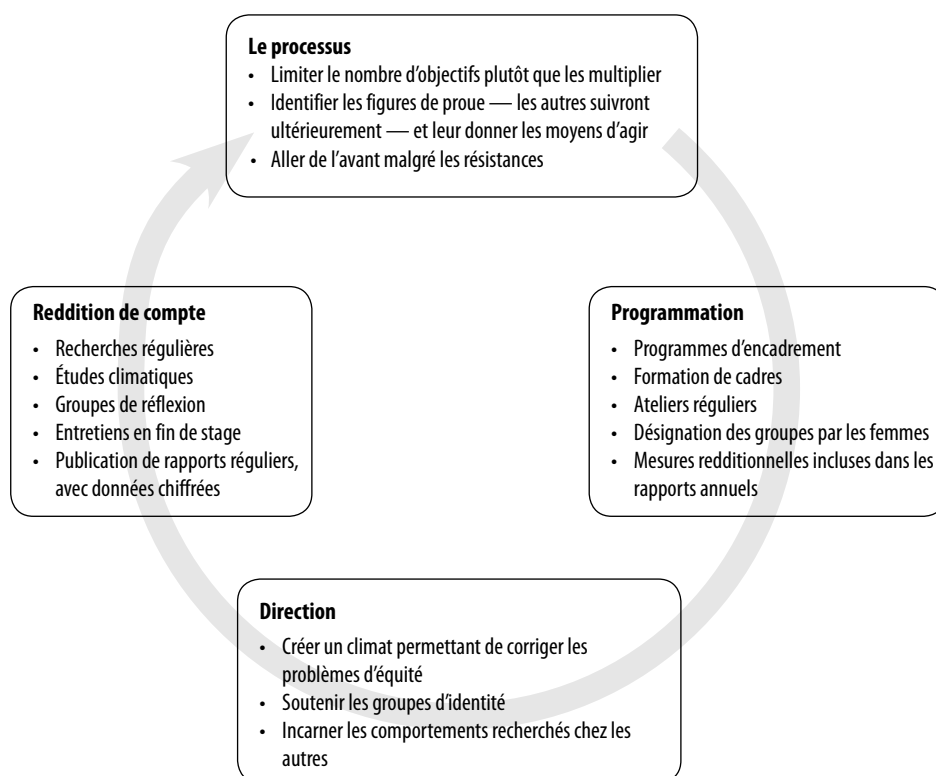 Le processus
• Limiter le nombre d'objectifs plutôt que les multiplier
• Identifier les figures de proue — les autres suivront
ultérieurement — et leur donner les moyens d'agir
• Aller de l'avant malgré les résistances
Reddition de compte
• Recherches régulières
• Études climatiques
• Groupes de réflexion
• Entretiens en fin de stage
• Publication de rapports réguliers,
avec données chiffrées
Programmation
• Programmes d'encadrement
• Formation de cadres
• Ateliers réguliers
• Désignation des groupes par les femmes
• Mesures redditionnelles incluses dans les
rapports annuels
Direction
• Créer un climat permettant de corriger les
problèmes d'équité
• Soutenir les groupes d'identité
• Incarner les comportements recherchés chez les
autres